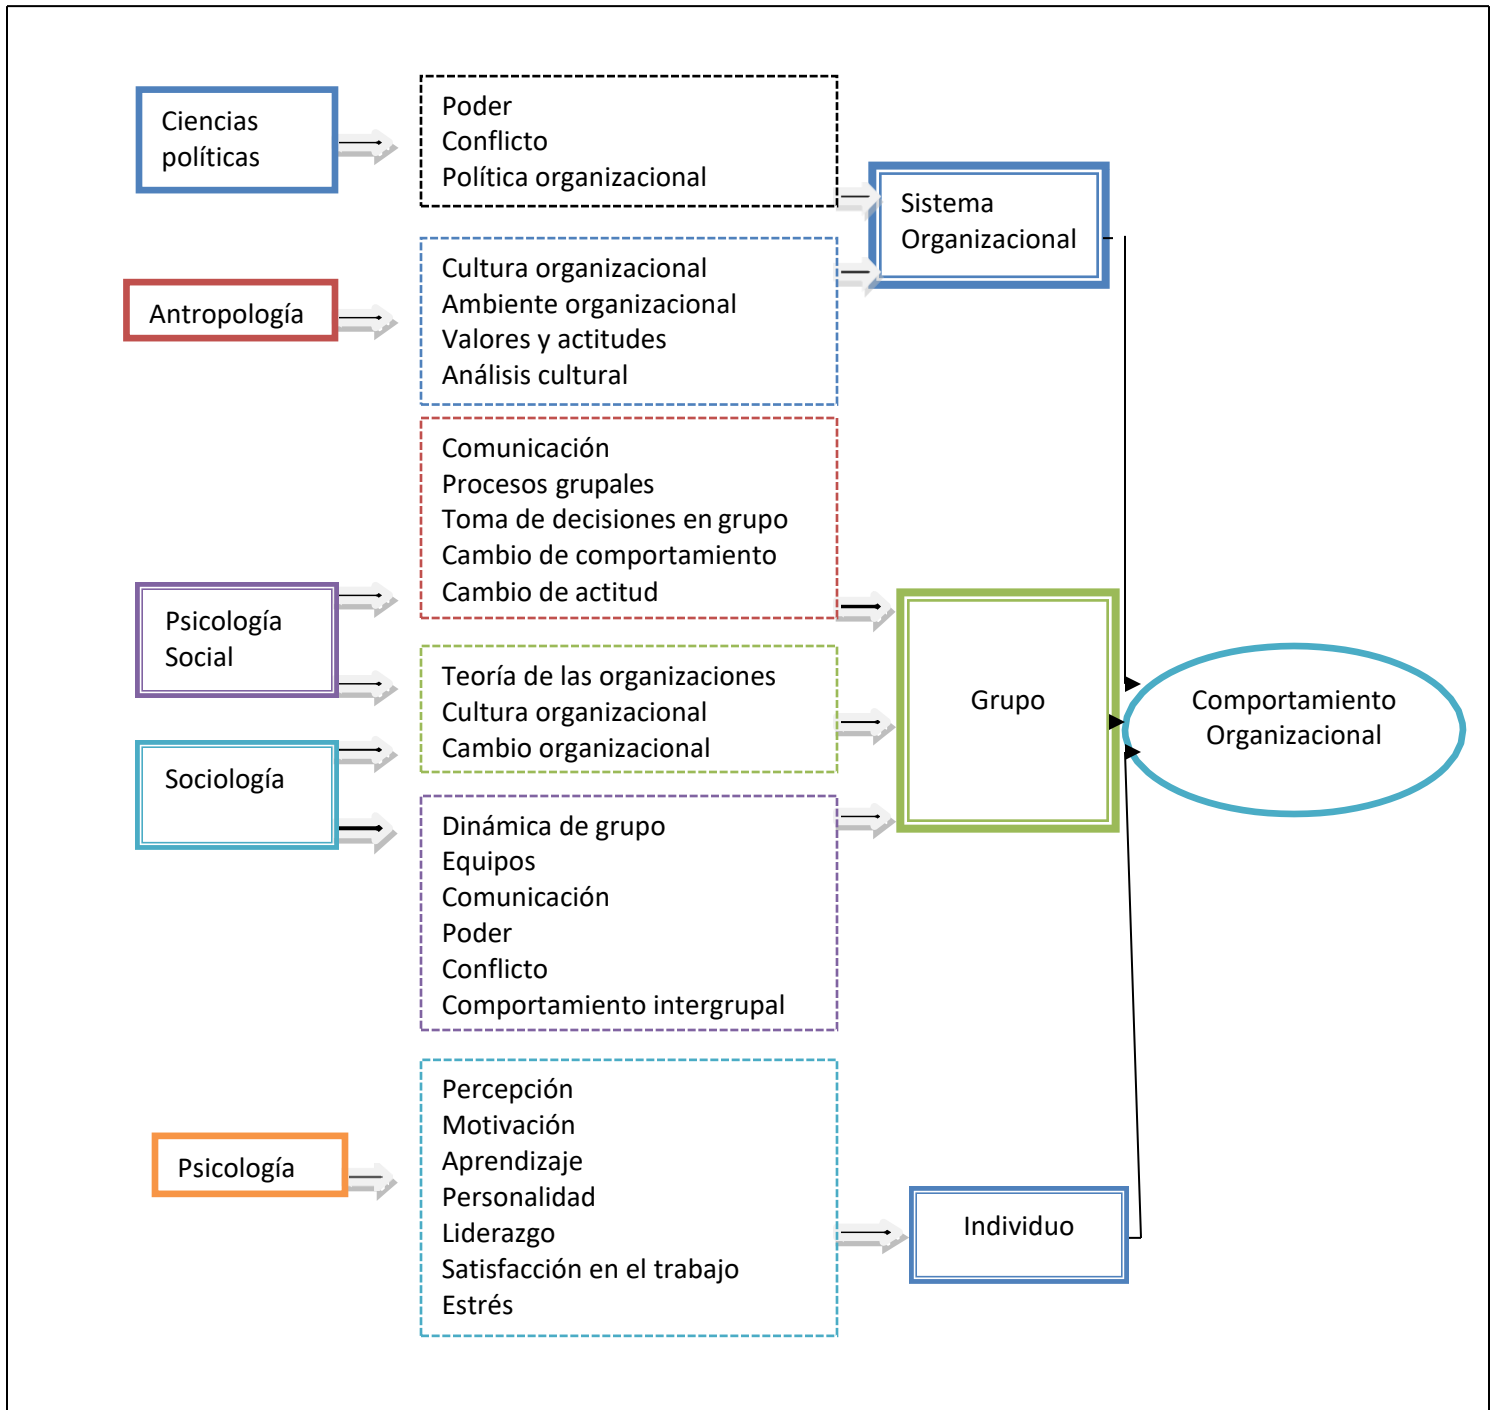 Ciencias
políticas
Poder
Conflicto
Política organizacional
Sistema
Organizacional
Antropología
Cultura organizacional
Ambiente organizacional
Valores y actitudes
Análisis cultural
Comunicación
Procesos grupales
Toma de decisiones en grupo
Cambio de comportamiento
Cambio de actitud
Psicología
Social
Teoría de las organizaciones
Cultura organizacional
Cambio organizacional
Grupo
Comportamiento
Organizacional
Sociología
Dinámica de grupo
Equipos
Comunicación
Poder
Conflicto
Comportamiento intergrupal
Psicología
Percepción
Motivación
Aprendizaje
Personalidad
Liderazgo
Satisfacción en el trabajo
Estrés
Individuo